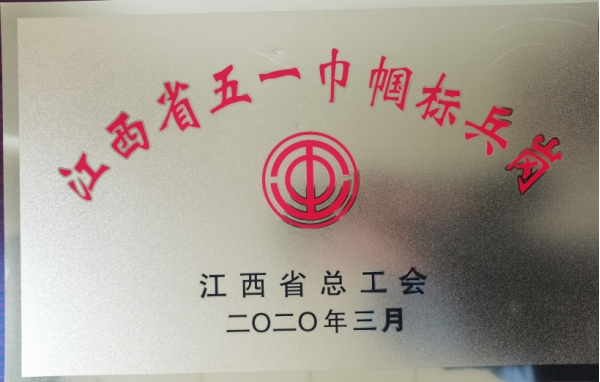 江西省五一巾帼标兵岗
江西省总工会
二〇二〇年三月